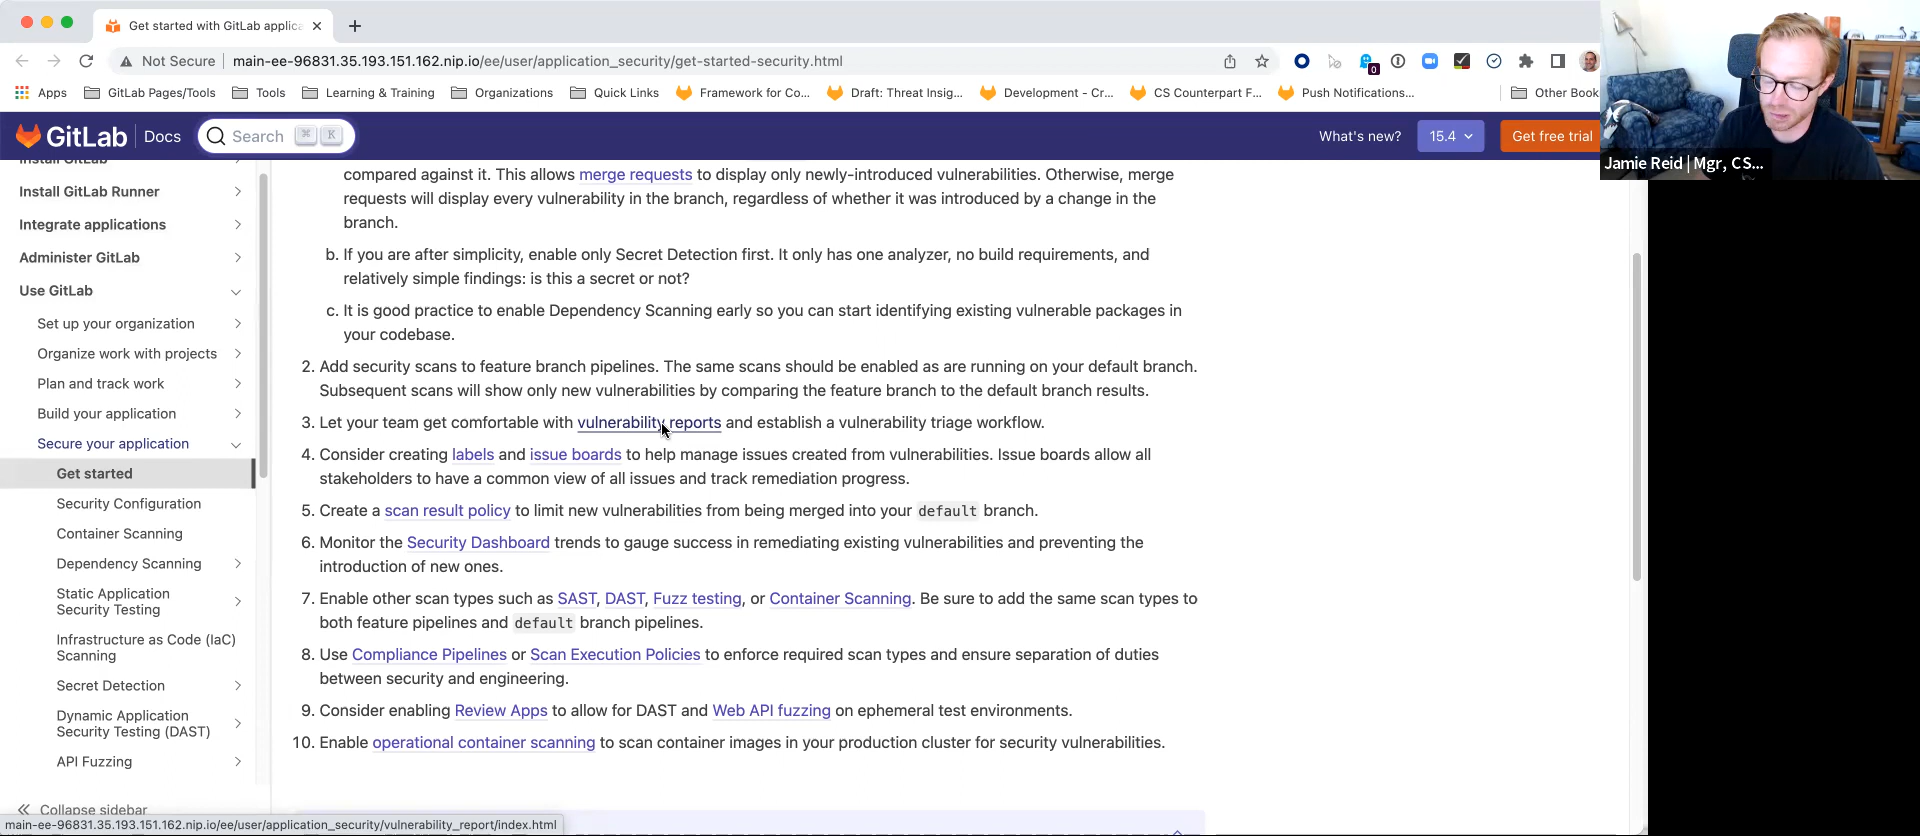 Get started with GitLab applica
Not Secure
main-ee-96831.35.193.151.162.nip.io/ee/user/application_security/get-started-security.html
0
Apps
GitLab Pages/Tools
Tools
Learning & Training
Organizations
Quick Links
Framework for Co...
Draft: Threat Insig...
Development - Cr...
CS Counterpart F...
Push Notifications...
Other Book
GitLab
Docs
Search
⌘ K
What's new?
15.4
Get free trial
Jamie Reid | Mgr, CS...
Install GitLab
Install GitLab Runner
Integrate applications
Administer GitLab
Use GitLab
Set up your organization
Organize work with projects
Plan and track work
Build your application
Secure your application
Get started
Security Configuration
Container Scanning
Dependency Scanning
Static Application
Security Testing
Infrastructure as Code (IaC)
Scanning
Secret Detection
Dynamic Application
Security Testing (DAST)
API Fuzzing
Collapse sidebar
compared against it. This allows merge requests to display only newly-introduced vulnerabilities. Otherwise, merge
requests will display every vulnerability in the branch, regardless of whether it was introduced by a change in the
branch.
b. If you are after simplicity, enable only Secret Detection first. It only has one analyzer, no build requirements, and
relatively simple findings: is this a secret or not?
c. It is good practice to enable Dependency Scanning early so you can start identifying existing vulnerable packages in
your codebase.
2. Add security scans to feature branch pipelines. The same scans should be enabled as are running on your default branch.
Subsequent scans will show only new vulnerabilities by comparing the feature branch to the default branch results.
3. Let your team get comfortable with vulnerability reports and establish a vulnerability triage workflow.
4. Consider creating labels and issue boards to help manage issues created from vulnerabilities. Issue boards allow all
stakeholders to have a common view of all issues and track remediation progress.
5. Create a scan result policy to limit new vulnerabilities from being merged into your default branch.
6. Monitor the Security Dashboard trends to gauge success in remediating existing vulnerabilities and preventing the
introduction of new ones.
7. Enable other scan types such as SAST, DAST, Fuzz testing, or Container Scanning. Be sure to add the same scan types to
both feature pipelines and default branch pipelines.
8. Use Compliance Pipelines or Scan Execution Policies to enforce required scan types and ensure separation of duties
between security and engineering.
9. Consider enabling Review Apps to allow for DAST and Web API fuzzing on ephemeral test environments.
10. Enable operational container scanning to scan container images in your production cluster for security vulnerabilities.
main-ee-96831.35.193.151.162.nip.io/ee/user/application_security/vulnerability_report/index.html